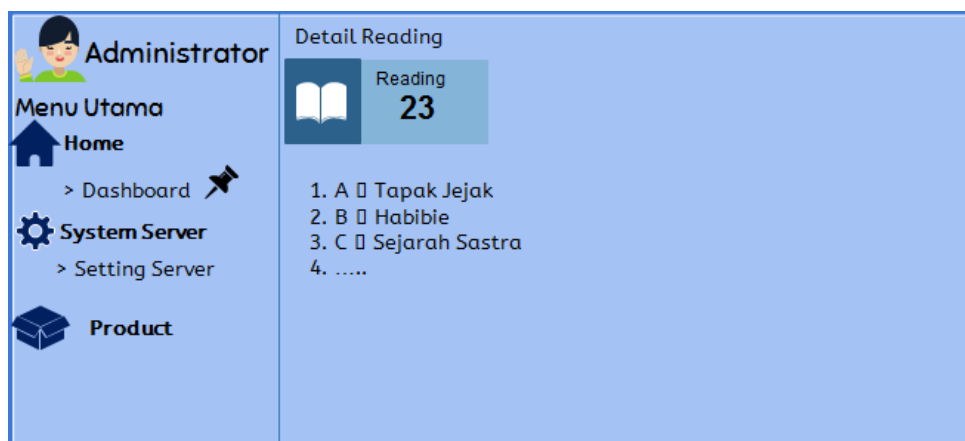 Administrator
Menu Utama
Home
> Dashboard
System Server
> Setting Server
Product
Detail Reading
Reading
23
1. A ▯ Tapak Jejak
2. B ▯ Habibie
3. C ▯ Sejarah Sastra
4. …..